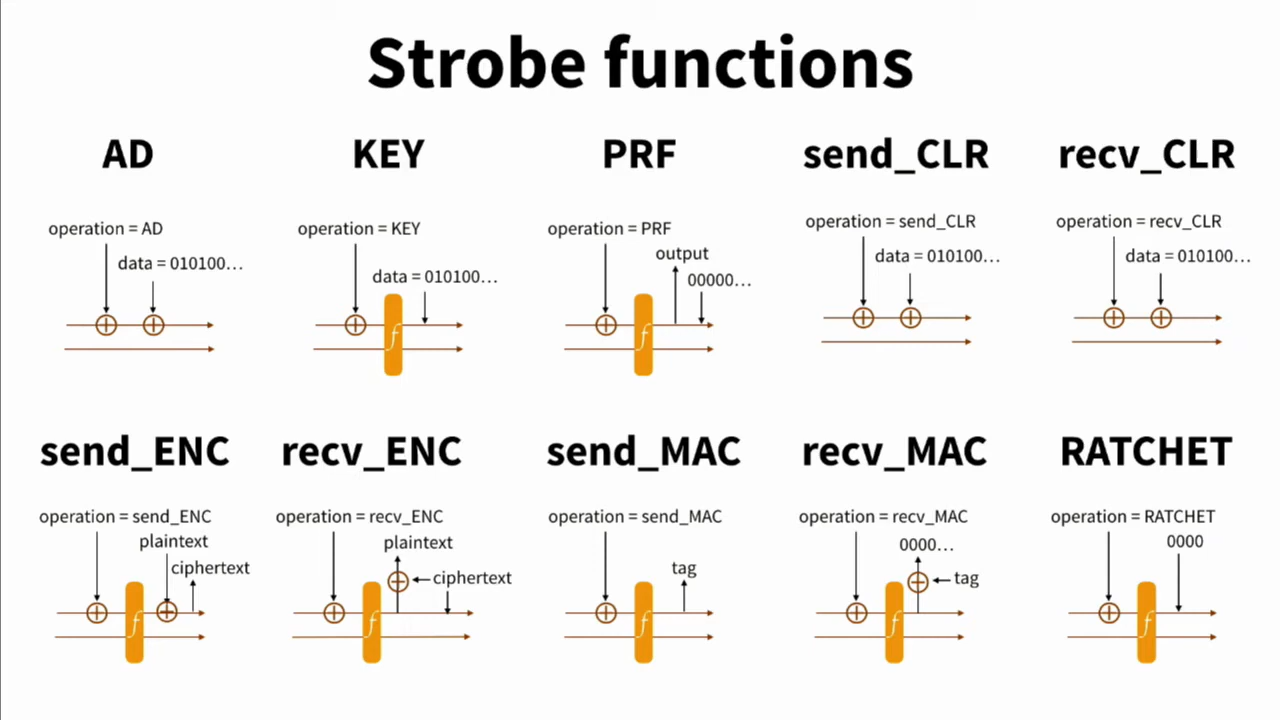 Strobe functions
AD
KEY
PRF
send_CLR
recv_CLR
operation = AD
data = 010100…
f
operation = KEY
data = 010100…
f
operation = PRF
output
00000…
operation = send_CLR
data = 010100…
operation = recv_CLR
data = 010100…
send_ENC
recv_ENC
send_MAC
recv_MAC
RATCHET
operation = send_ENC
plaintext
ciphertext
f
operation = recv_ENC
plaintext
ciphertext
f
operation = send_MAC
tag
f
operation = recv_MAC
0000…
tag
f
operation = RATCHET
0000
f